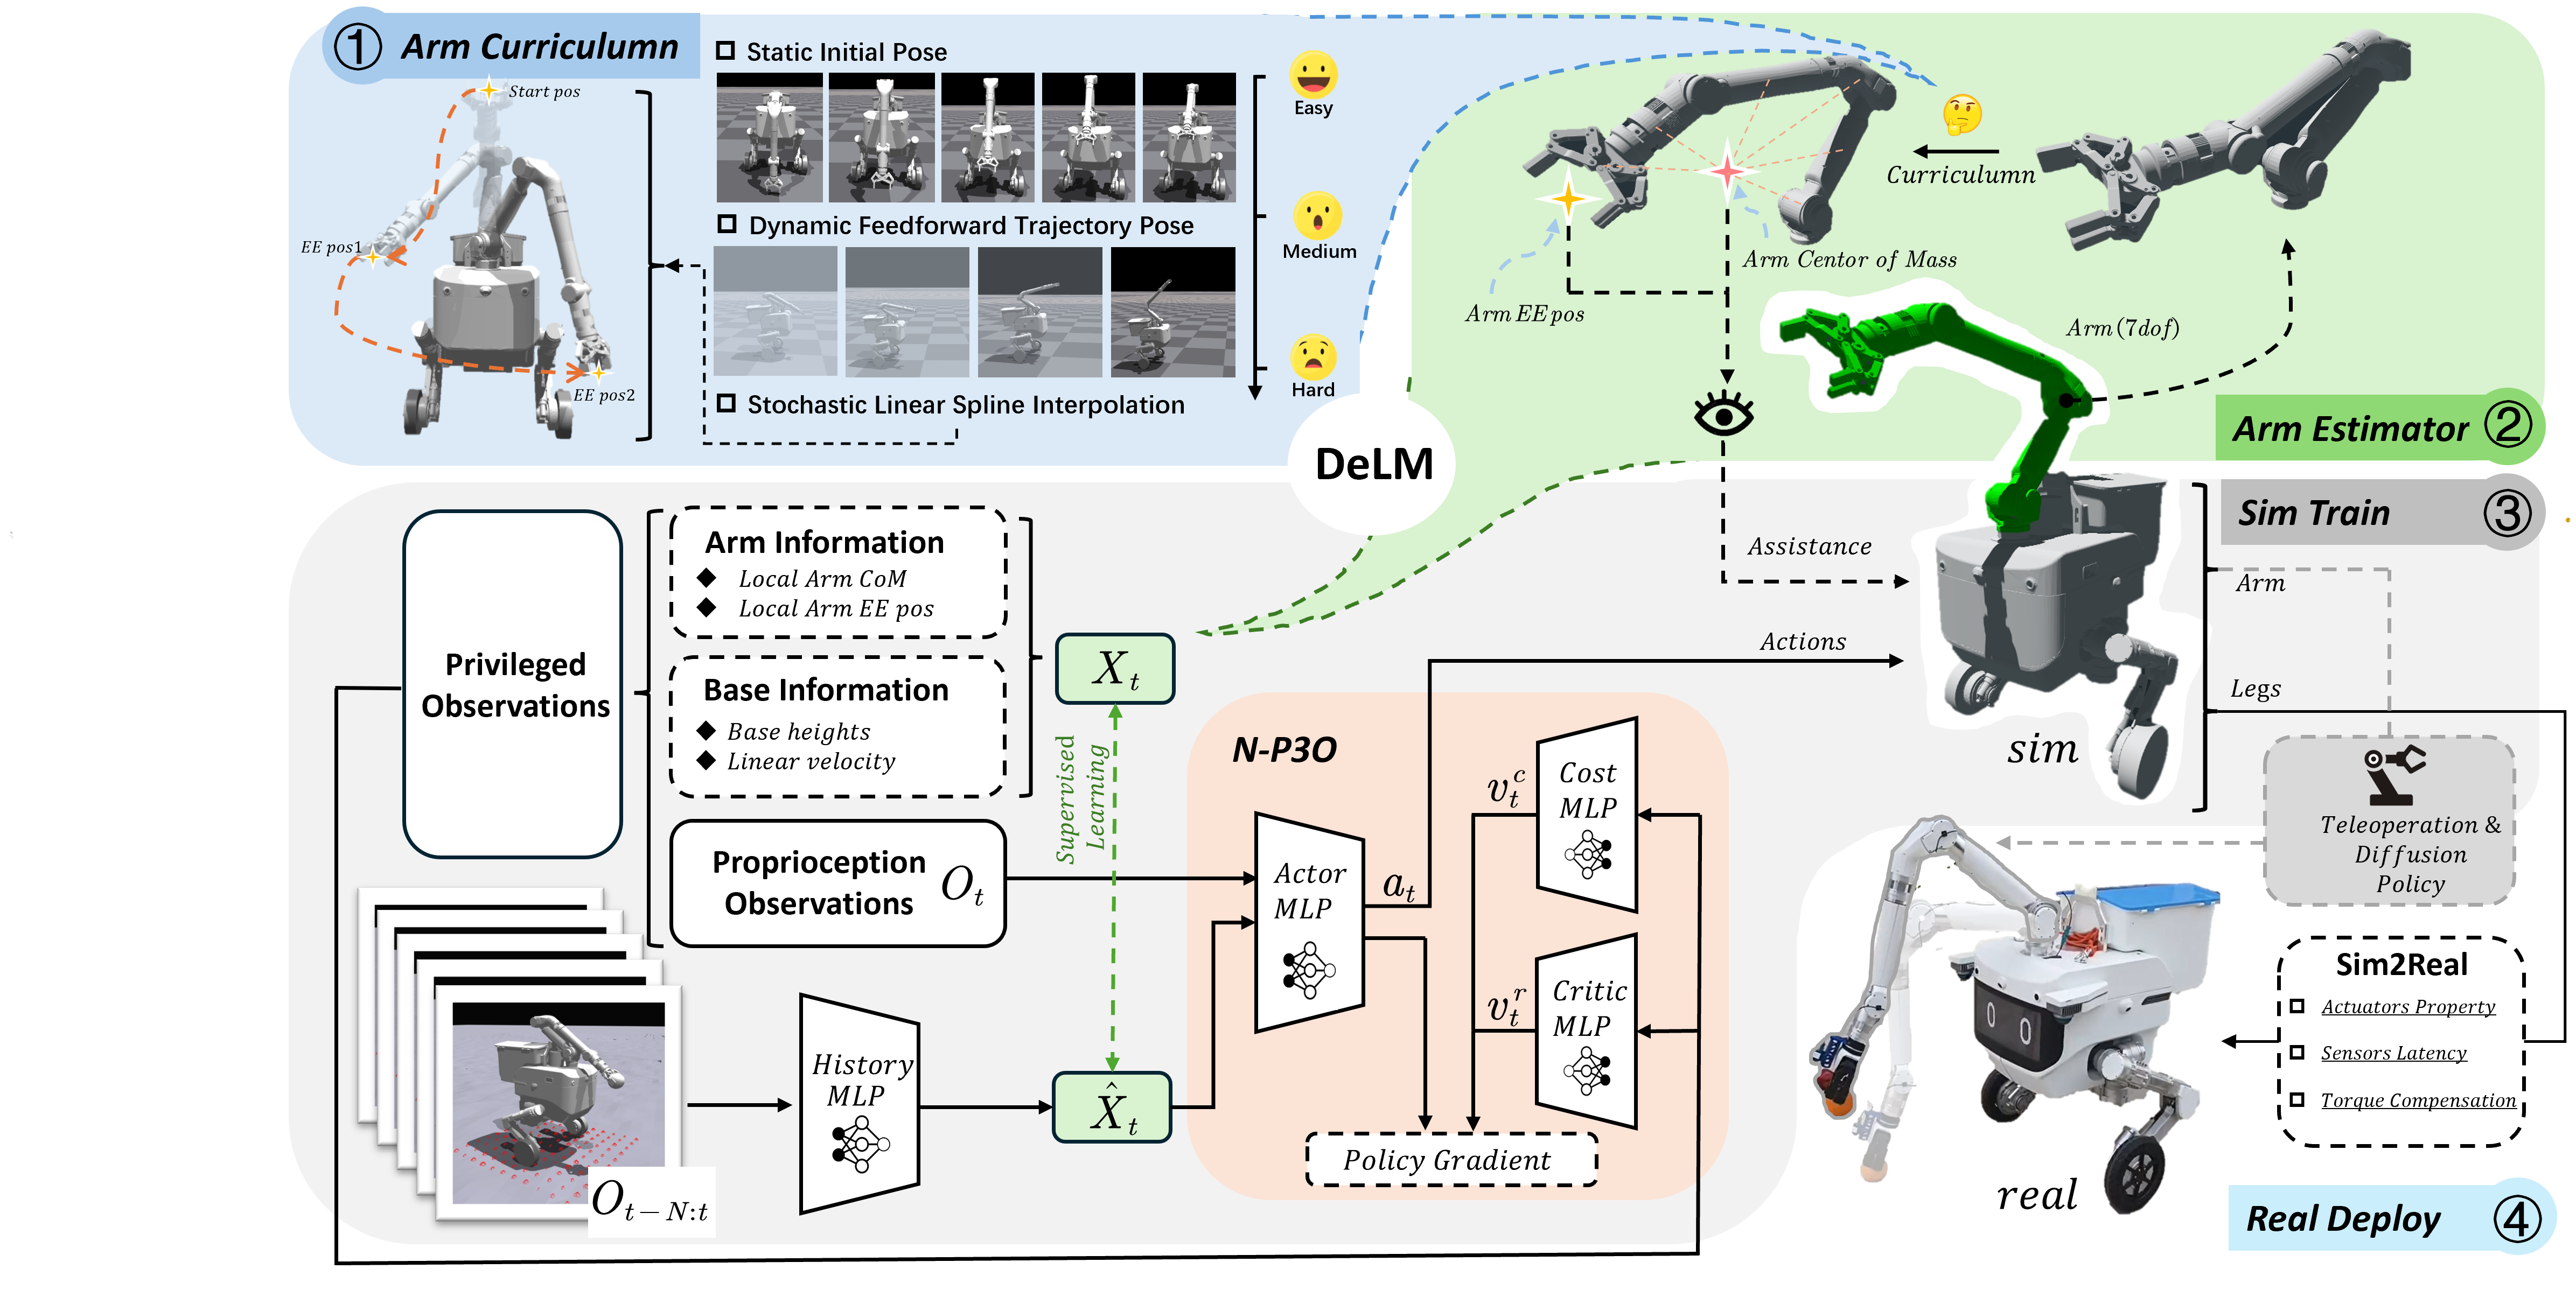 ① Arm Curriculumn
Start pos
EE pos1
EE pos2
Static Initial Pose
Dynamic Feedforward Trajectory Pose
Stochastic Linear Spline Interpolation
Easy
Medium
Hard
DeLM
Curriculumn
Arm Centor of Mass
Arm EE pos
Arm (7dof)
Arm Estimator ②
Sim Train ③
Assistance
Actions
Arm
Legs
sim
Privileged
Observations
Arm Information
Local Arm CoM
Local Arm EE pos
Base Information
Base heights
Linear velocity
Proprioception
Observations
O_t
X_t
Supervised
Learning
X̂_t
O_{t−N:t}
History
MLP
N-P3O
Actor
MLP
a_t
Cost
MLP
v_t^c
Critic
MLP
v_t^r
Policy Gradient
Teleoperation &
Diffusion
Policy
Sim2Real
Actuators Property
Sensors Latency
Torque Compensation
real
Real Deploy ④